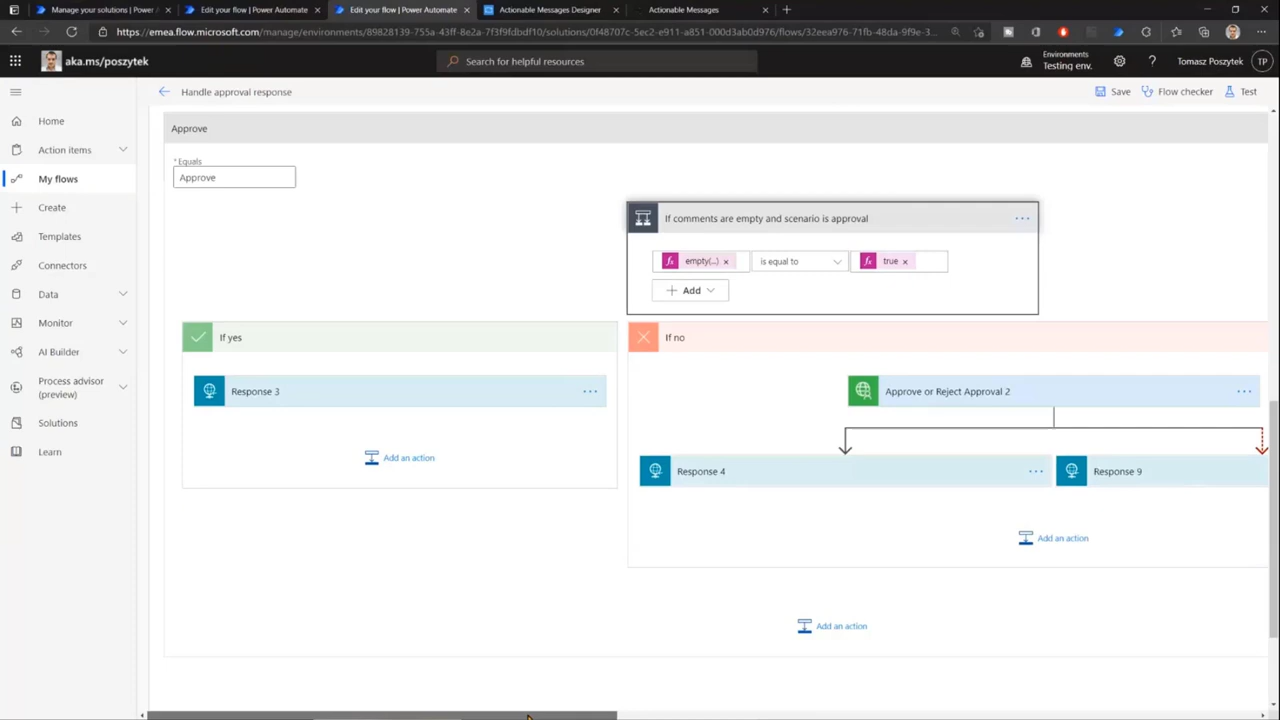 Manage your solutions | Power A
Edit your flow | Power Automate
Edit your flow | Power Automate
Actionable Messages Designer
Actionable Messages
https://emea.flow.microsoft.com/manage/environments/89828139-755a-43ff-8e2a-7f3f9fdbdf10/solutions/0f48707c-5ec2-e911-a851-000d3ab0d976/flows/32eea976-71fb-48da-9f9e-3...
aka.ms/poszytek
Search for helpful resources
Environments
Testing env.
Tomasz Poszytek
TP
Handle approval response
Save
Flow checker
Test
Home
Action items
My flows
Create
Templates
Connectors
Data
Monitor
AI Builder
Process advisor
(preview)
Solutions
Learn
Approve
* Equals
Approve
If comments are empty and scenario is approval
empty(...) ×
is equal to
true ×
Add
If yes
If no
Response 3
Approve or Reject Approval 2
Add an action
Response 4
Response 9
Add an action
Add an action